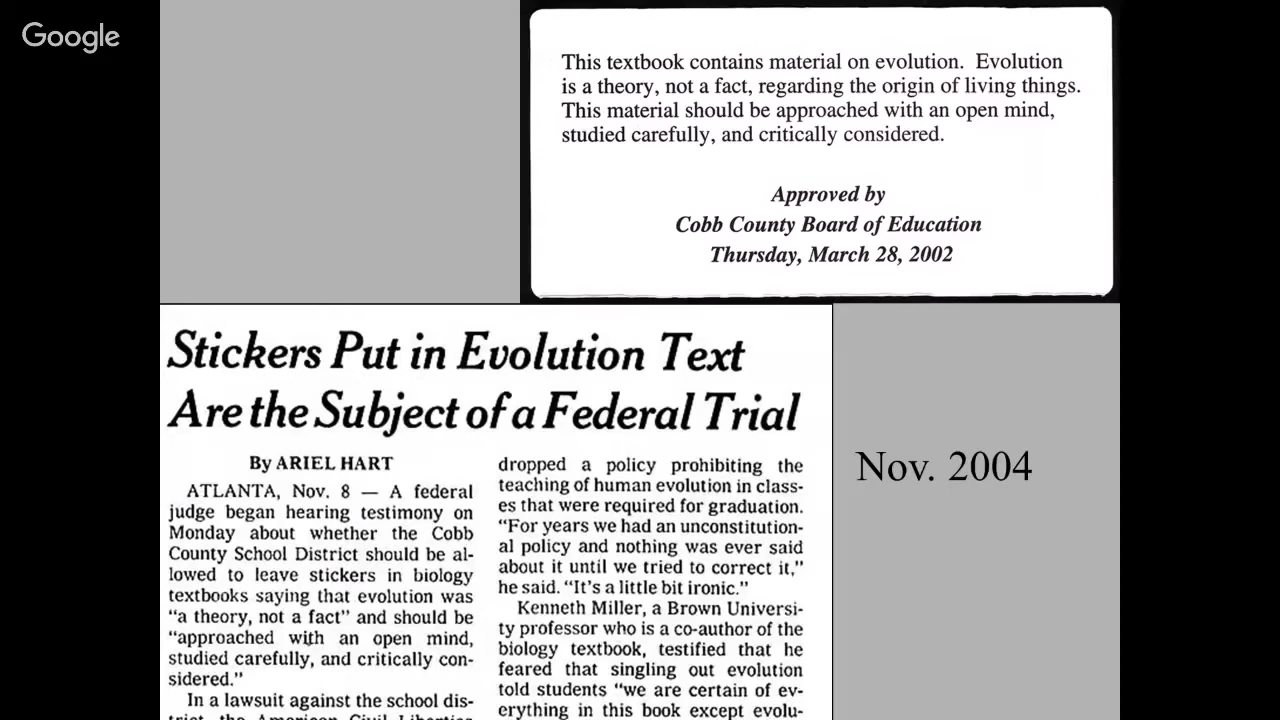 Google
This textbook contains material on evolution.  Evolution
is a theory, not a fact, regarding the origin of living things.
This material should be approached with an open mind,
studied carefully, and critically considered.
Approved by
Cobb County Board of Education
Thursday, March 28, 2002
Stickers Put in Evolution Text
Are the Subject of a Federal Trial
By ARIEL HART
ATLANTA, Nov. 8 — A federal
judge began hearing testimony on
Monday about whether the Cobb
County School District should be al-
lowed to leave stickers in biology
textbooks saying that evolution was
“a theory, not a fact” and should be
“approached with an open mind,
studied carefully, and critically con-
sidered.”
In a lawsuit against the school dis-
trict, the American Civil Liberties
dropped a policy prohibiting the
teaching of human evolution in class-
es that were required for graduation.
“For years we had an unconstitution-
al policy and nothing was ever said
about it until we tried to correct it,”
he said. “It's a little bit ironic.”
Kenneth Miller, a Brown Universi-
ty professor who is a co-author of the
biology textbook, testified that he
feared that singling out evolution
told students “we are certain of ev-
erything in this book except evolu-
Nov. 2004